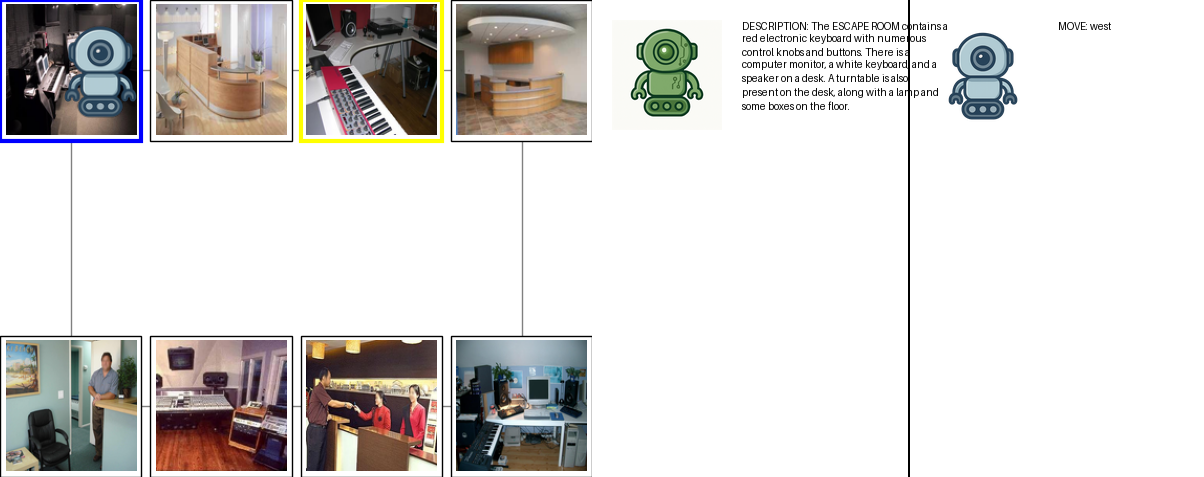 DESCRIPTION: The ESCAPE ROOM contains a
red electronic keyboard with numerous
control knobs and buttons. There is a
computer monitor, a white keyboard, and a
speaker on a desk. A turntable is also
present on the desk, along with a lamp and
some boxes on the floor.
MOVE: west